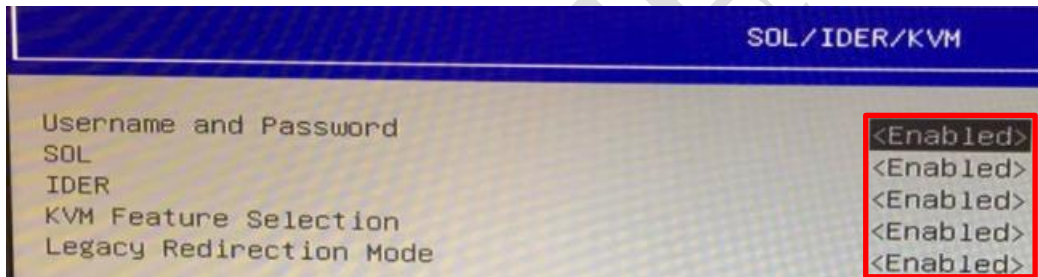 SOL/IDER/KVM
Username and Password <Enabled>
SOL <Enabled>
IDER <Enabled>
KVM Feature Selection <Enabled>
Legacy Redirection Mode <Enabled>